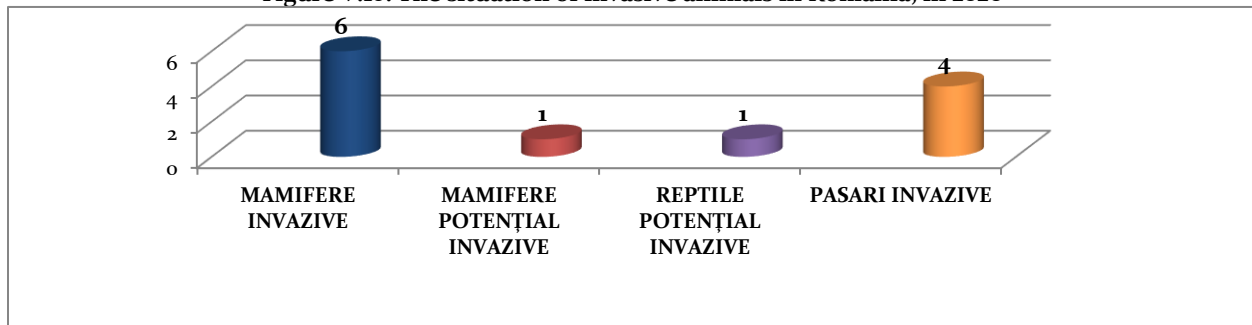 6
6
4
4
1
1
2
0
MAMIFERE INVAZIVE
MAMIFERE POTENȚIAL INVAZIVE
REPTILE POTENȚIAL INVAZIVE
PASARI INVAZIVE